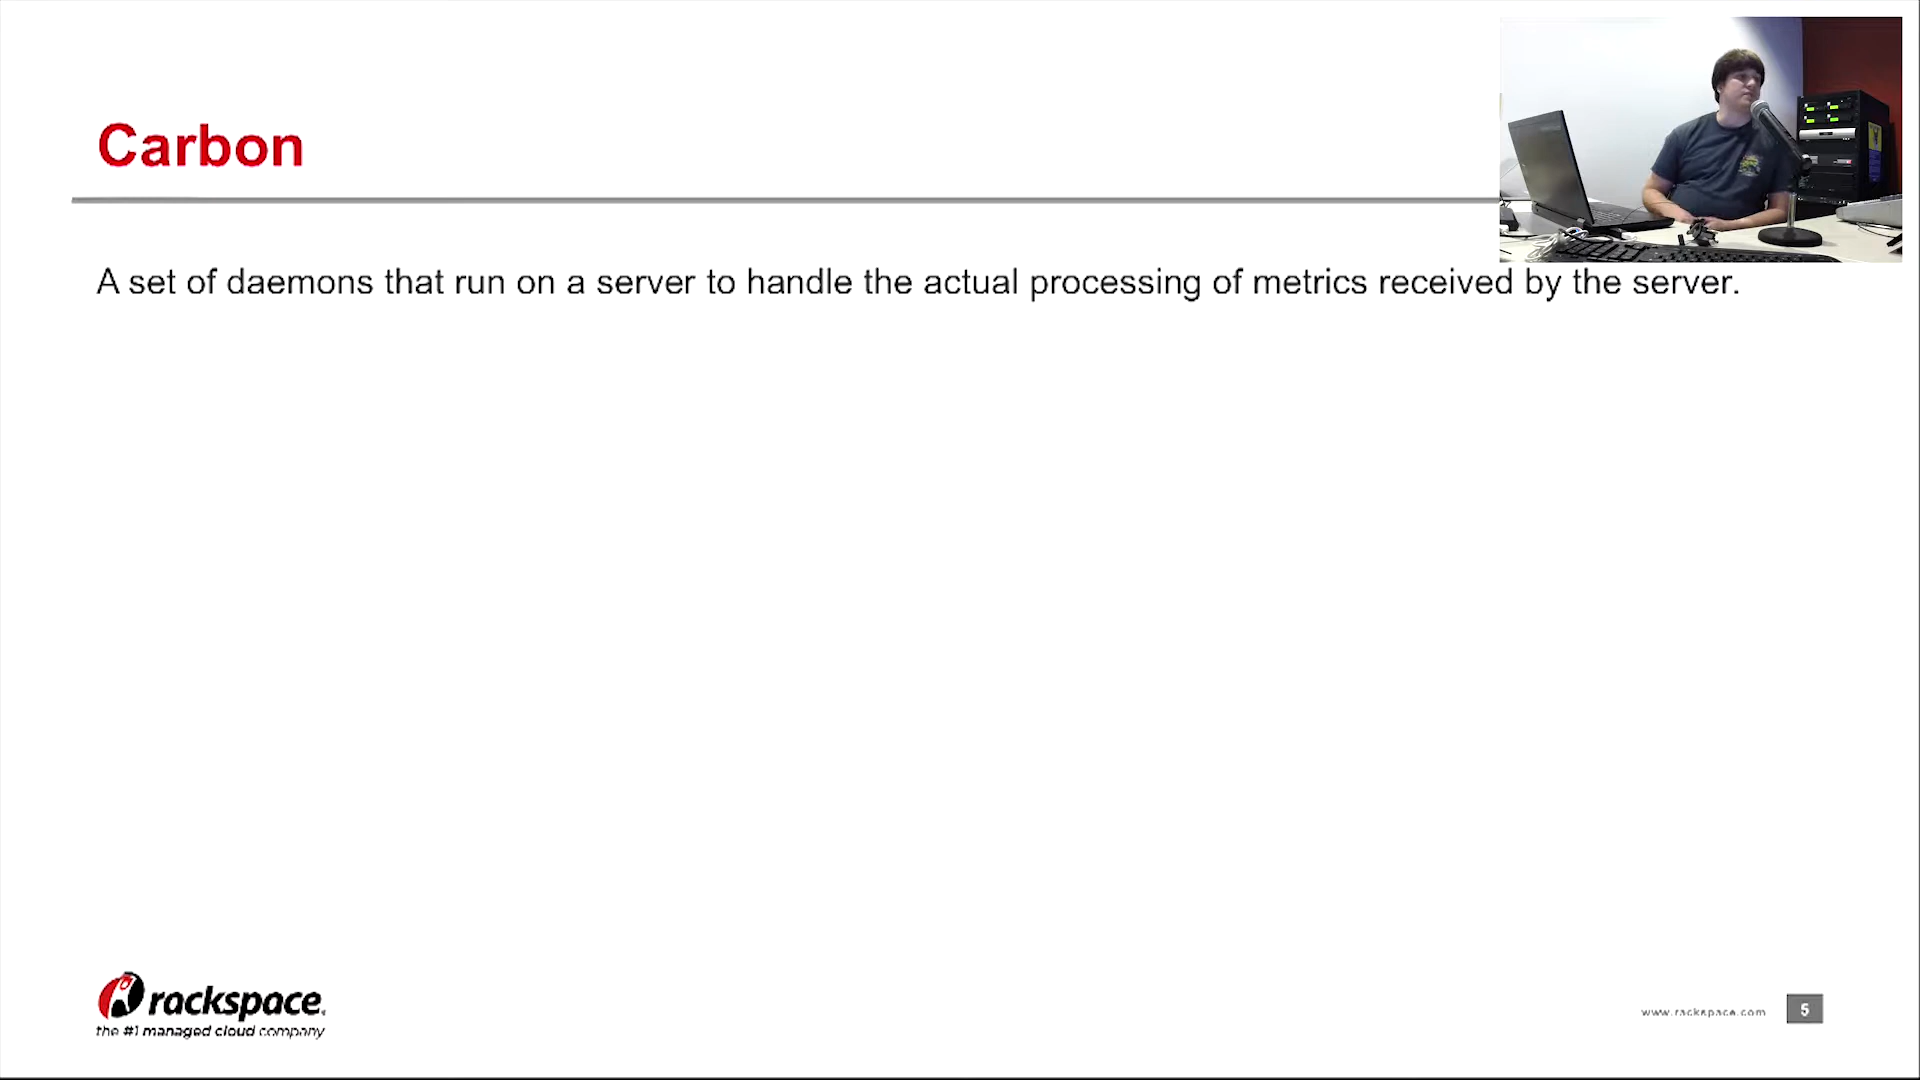 Carbon
A set of daemons that run on a server to handle the actual processing of metrics received by the server.
rackspace.
the #1 managed cloud company
www.rackspace.com
5